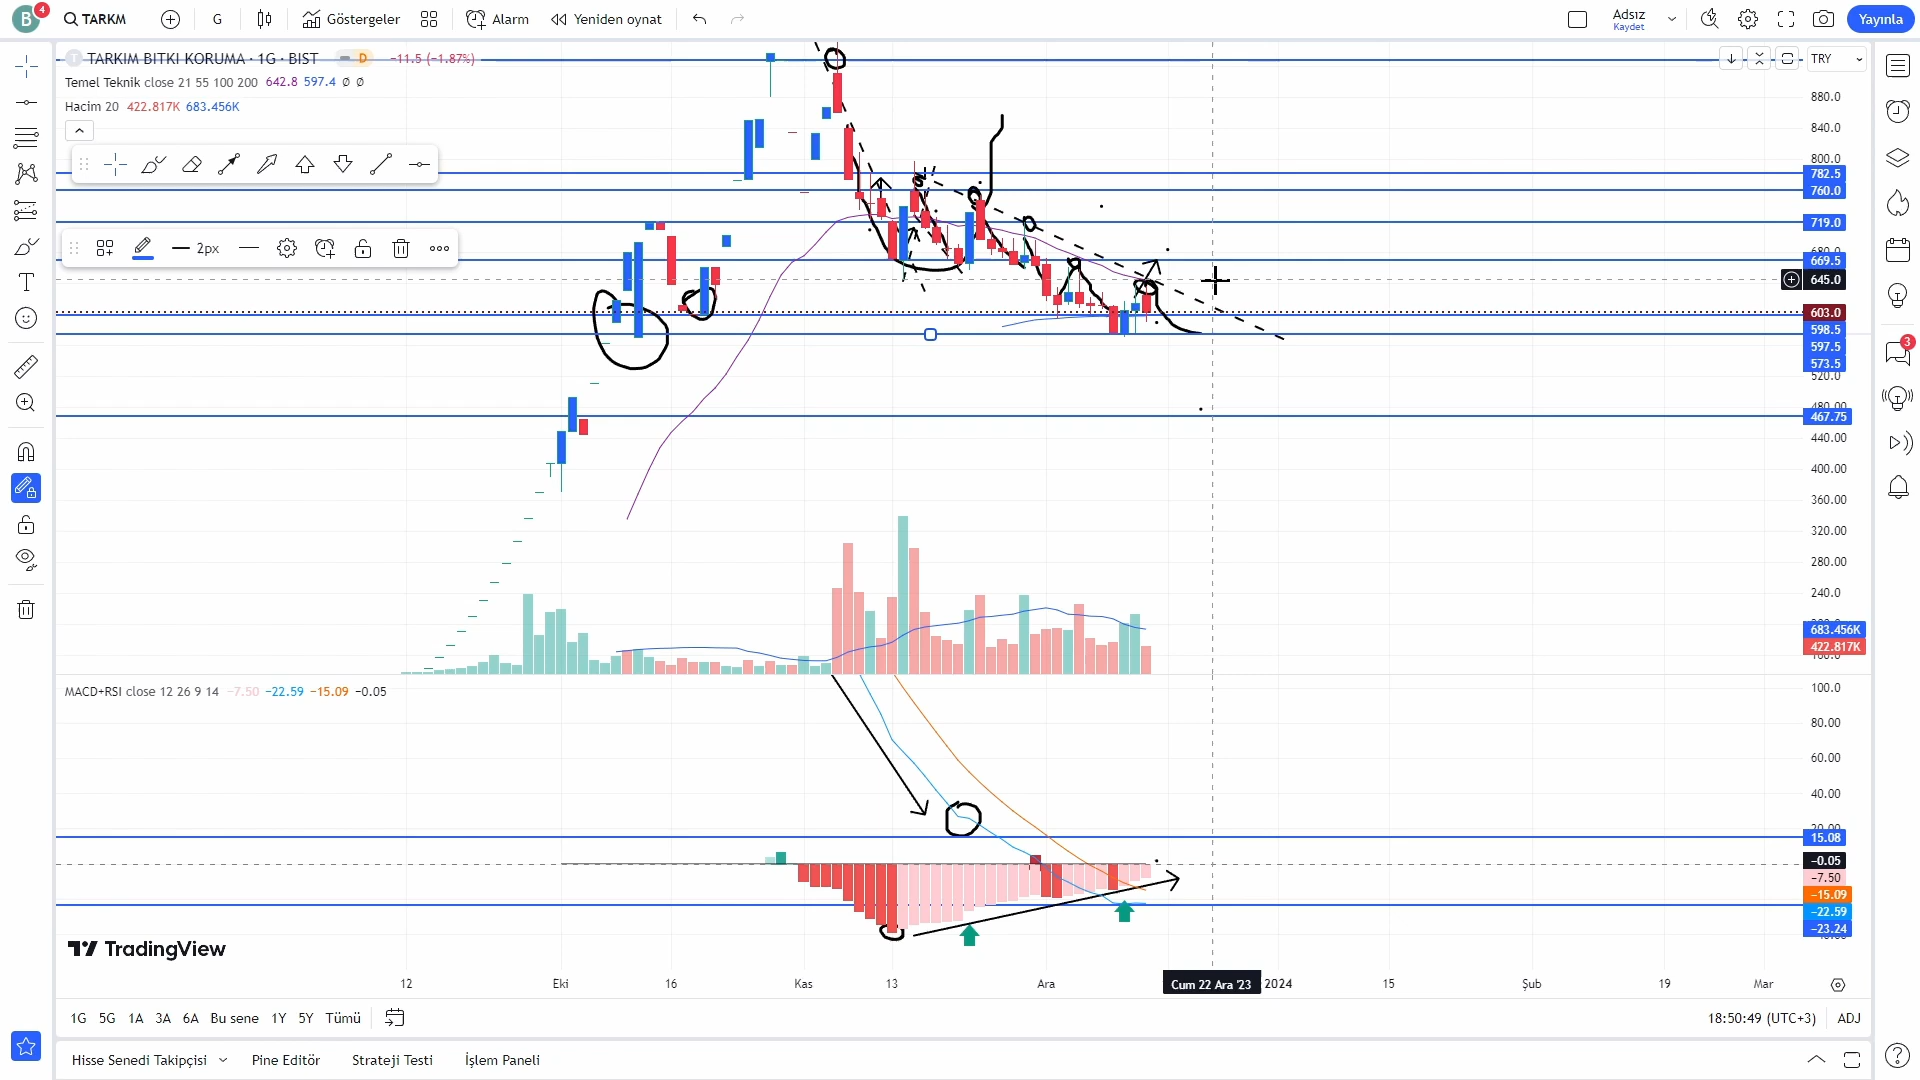 B
4
TARKM
G
Göstergeler
Alarm
Yeniden oynat
Adsız
Kaydet
Yayınla
TARKIM BITKI KORUMA · 1G · BIST
D
−11.5 (−1.87%)
TRY
Temel Teknik close 21 55 100 200 642.8 597.4 Ø Ø
Hacim 20 422.817K 683.456K
2px
880.0
840.0
800.0
782.5
760.0
719.0
680.0
669.5
645.0
603.0
598.5
597.5
573.5
520.0
480.00
467.75
440.00
400.00
360.00
320.00
280.00
240.0
683.456K
422.817K
3
MACD+RSI close 12 26 9 14 −7.50 −22.59 −15.09 −0.05
100.0
80.00
60.00
40.00
20.00
15.08
−0.05
−7.50
−15.09
−22.59
−23.24
TradingView
12
Eki
16
Kas
13
Ara
Cum 22 Ara '23
2024
15
Şub
19
Mar
1G 5G 1A 3A 6A Bu sene 1Y 5Y Tümü
18:50:49 (UTC+3)
ADJ
Hisse Senedi Takipçisi
Pine Editör
Strateji Testi
İşlem Paneli